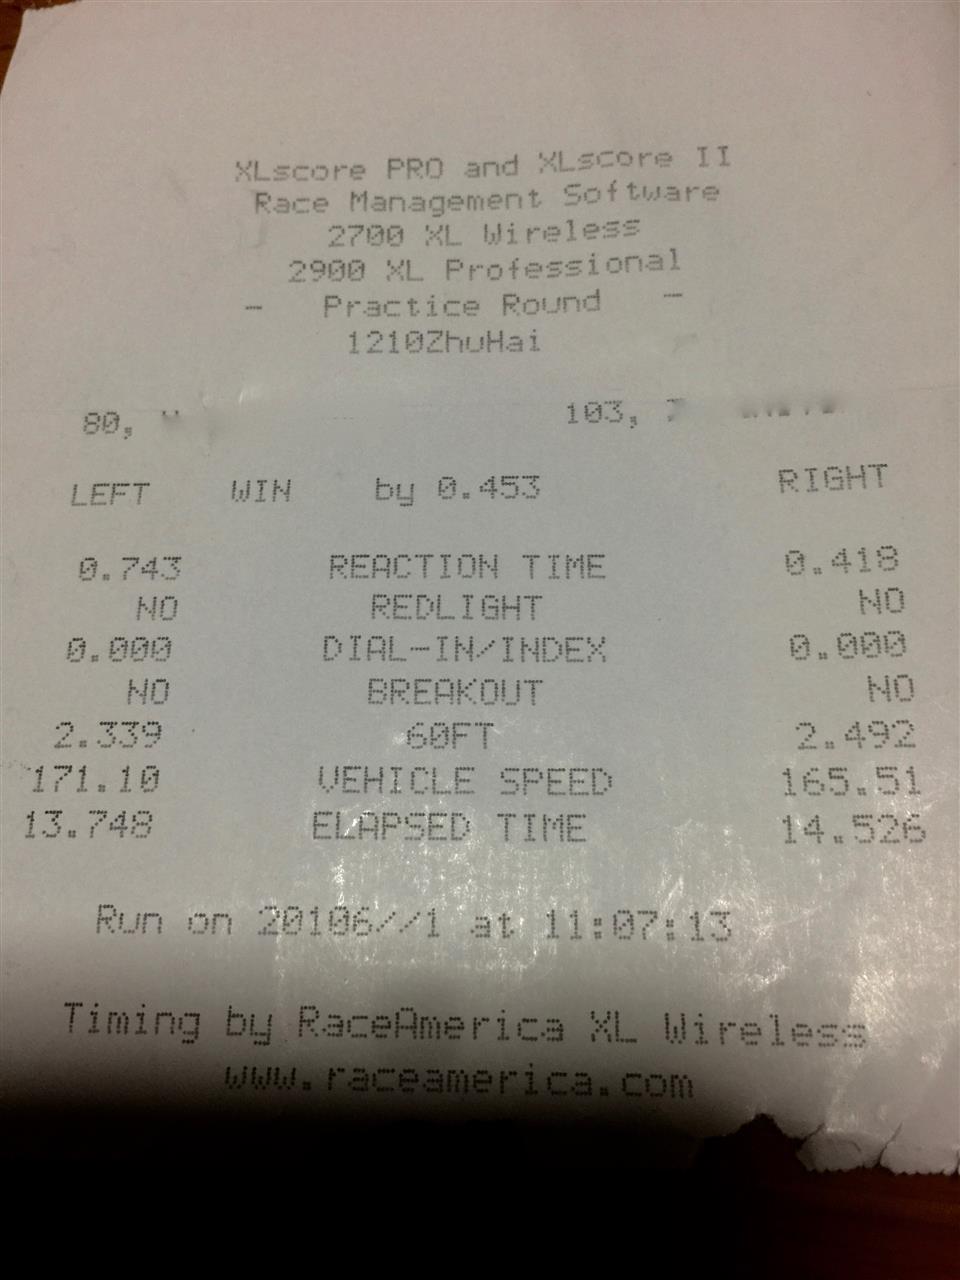 XLscore PRO and XLscore II
Race Management Software
2700 XL Wireless
2900 XL Professional
- Practice Round -
1210ZhuHai
80, 103,
LEFT WIN by 0.453 RIGHT
0.743 REACTION TIME 0.418
NO REDLIGHT NO
0.000 DIAL-IN/INDEX 0.000
NO BREAKOUT NO
2.339 60FT 2.492
171.10 VEHICLE SPEED 165.51
13.748 ELAPSED TIME 14.526
Run on 20106//1 at 11:07:13
Timing by RaceAmerica XL Wireless
www.raceamerica.com